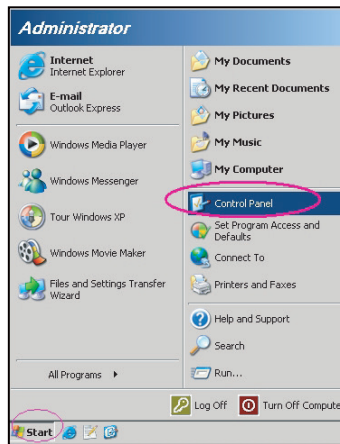 Administrator
Internet
Internet Explorer
E-mail
Outlook Express
Windows Media Player
Windows Messenger
Tour Windows XP
Windows Movie Maker
Files and Settings Transfer
Wizard
All Programs
My Documents
My Recent Documents
My Pictures
My Music
My Computer
Control Panel
Set Program Access and
Defaults
Connect To
Printers and Faxes
Help and Support
Search
Run...
Log Off
Turn Off Compute
Start